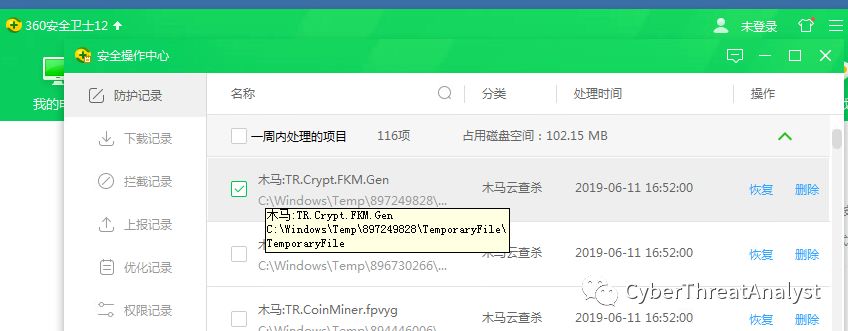 360安全卫士12
未登录
安全操作中心
我的电
防护记录
名称
分类
处理时间
操作
下载记录
一周内处理的项目 116项 占用磁盘空间：102.15 MB
拦截记录
木马:TR.Crypt.FKM.Gen
C:\Windows\Temp\897249828\...
木马云查杀
2019-06-11 16:52:00
恢复 删除
木马:TR.Crypt.FKM.Gen
C:\Windows\Temp\897249828\TemporaryFile\
TemporaryFile
上报记录
C:\Windows\Temp\896730266\...
木马云查杀
2019-06-11 16:52:00
恢复 删除
优化记录
CyberThreatAnalyst
权限记录
木马:TR.CoinMiner.fpvyg
C:\Windows\Temp\894446006\...
木马云查杀
2019-06-11 16:52:00
恢复 删除